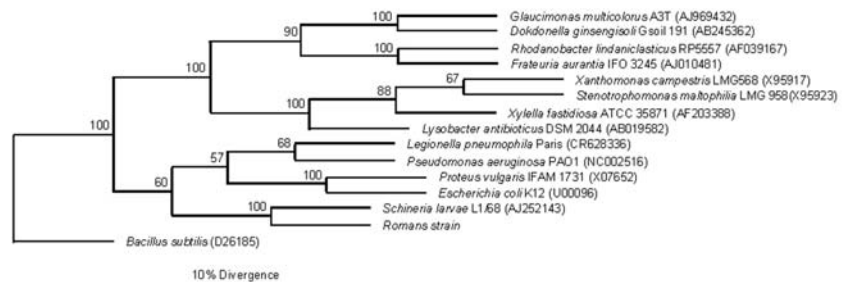 100
Glaucimonas multicolorus A3T (AJ969432)
90
Dokdonella ginsengisoli Gsoil 191 (AB245362)
100
Rhodanobacter lindaniclasticus RP5557 (AF039167)
100
Frateuria aurantia IFO 3245 (AJ010481)
67
Xanthomonas campestris LMG568 (X95917)
88
Stenotrophomonas maltophilia LMG 958(X95923)
100
Xylella fastidiosa ATCC 35871 (AF203388)
100
Lysobacter antibioticus DSM 2044 (AB019582)
68
Legionella pneumophila Paris (CR628336)
57
Pseudomonas aeruginosa PAO1 (NC002516)
100
Proteus vulgaris IFAM 1731 (X07652)
60
Escherichia coli K12 (U00096)
100
Schineria larvae L1/68 (AJ252143)
Romans strain
Bacillus subtilis (D26185)
10% Divergence